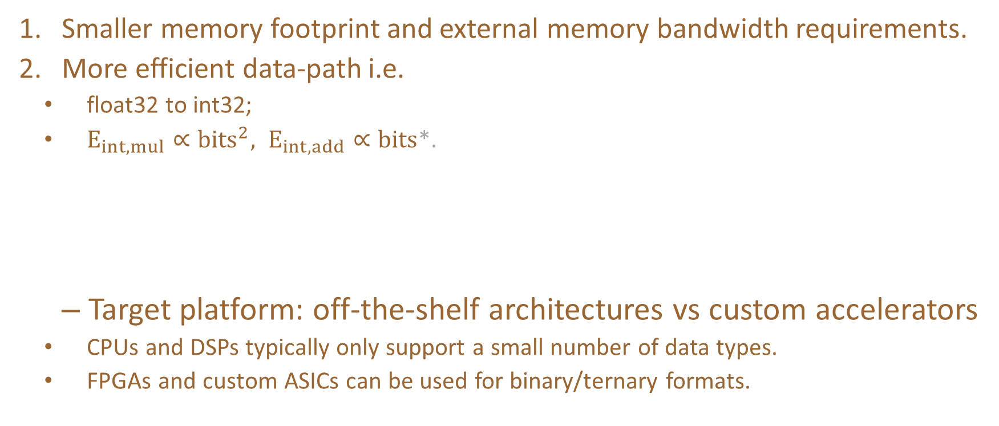 1. Smaller memory footprint and external memory bandwidth requirements.
2. More efficient data-path i.e.
• float32 to int32;
• E_int,mul ∝ bits², E_int,add ∝ bits*.
– Target platform: off-the-shelf architectures vs custom accelerators
• CPUs and DSPs typically only support a small number of data types.
• FPGAs and custom ASICs can be used for binary/ternary formats.